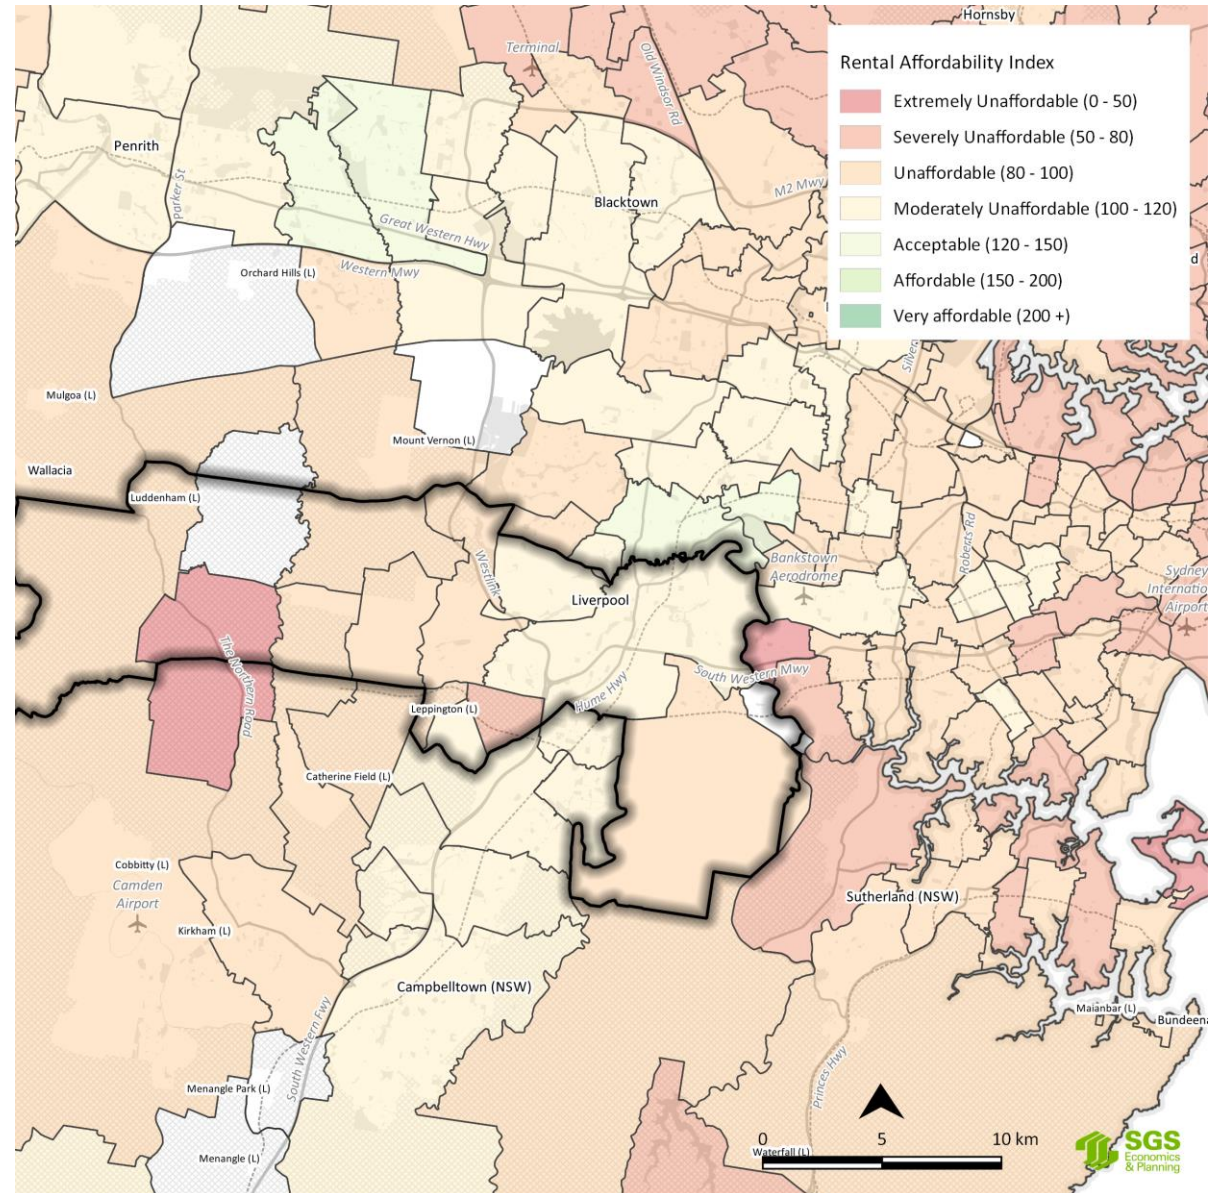 Hornsby
Terminal
Old Windsor Rd
Rental Affordability Index
Extremely Unaffordable (0 - 50)
Severely Unaffordable (50 - 80)
Unaffordable (80 - 100)
Moderately Unaffordable (100 - 120)
Acceptable (120 - 150)
Affordable (150 - 200)
Very affordable (200 +)
Penrith
Parker St
M2 Mwy
Blacktown
Great Western Hwy
Western Mwy
Orchard Hills (L)
d
Silver
Mulgoa (L)
Mount Vernon (L)
Wallacia
Luddenham (L)
Westlink
Roberts Rd
Bankstown
Aerodrome
Sydney
Internatio
Airport
Liverpool
The Northern Road
South Western Mwy
Hume Hwy
Leppington (L)
Catherine Field (L)
Cobbitty (L)
Camden
Airport
Sutherland (NSW)
Kirkham (L)
Campbelltown (NSW)
South Western Fwy
Maianbar (L)
Bundeena
Menangle Park (L)
Princes Hwy
Menangle (L)
Waterfall (L)
0 5 10 km
SGS
Economics
& Planning